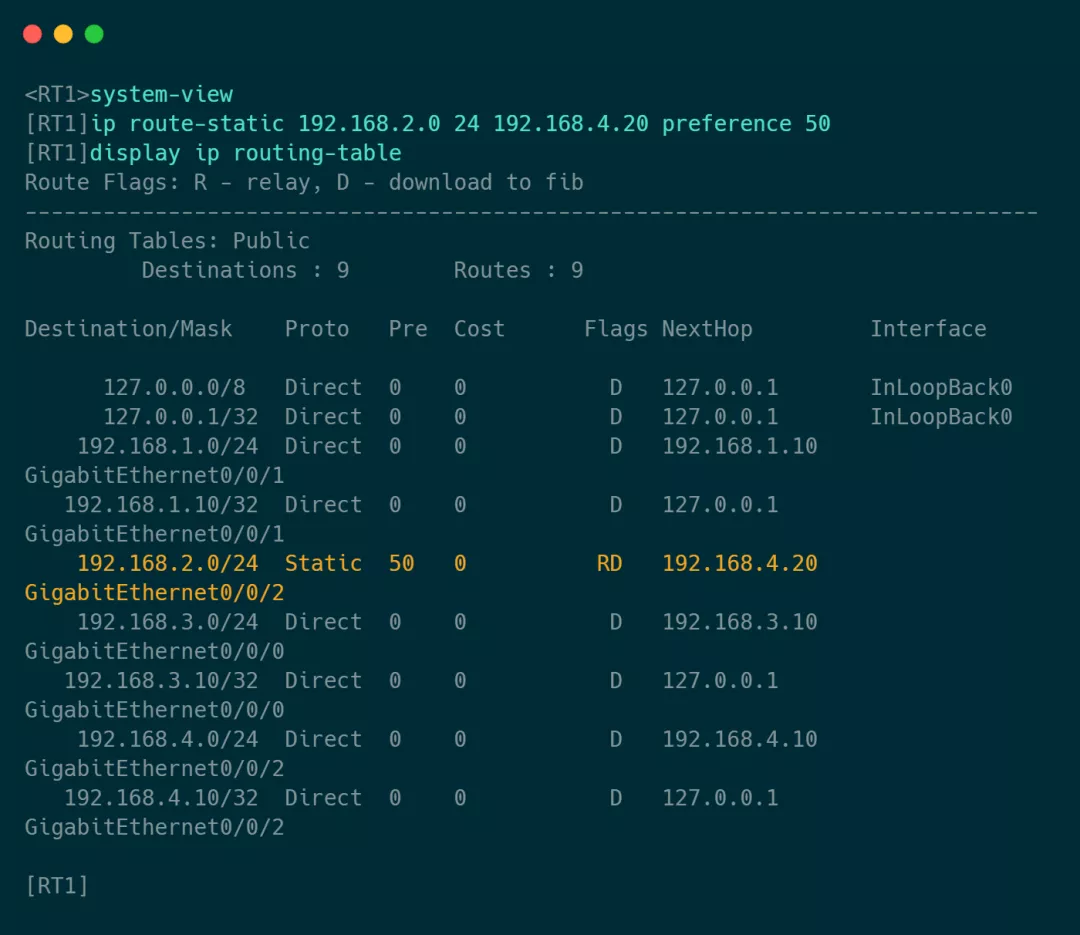 <RT1>system-view
[RT1]ip route-static 192.168.2.0 24 192.168.4.20 preference 50
[RT1]display ip routing-table
Route Flags: R - relay, D - download to fib
------------------------------------------------------------------------------
Routing Tables: Public
         Destinations : 9        Routes : 9

Destination/Mask    Proto   Pre  Cost      Flags NextHop         Interface

      127.0.0.0/8   Direct  0    0           D   127.0.0.1       InLoopBack0
      127.0.0.1/32  Direct  0    0           D   127.0.0.1       InLoopBack0
    192.168.1.0/24  Direct  0    0           D   192.168.1.10
GigabitEthernet0/0/1
   192.168.1.10/32  Direct  0    0           D   127.0.0.1
GigabitEthernet0/0/1
    192.168.2.0/24  Static  50   0          RD   192.168.4.20
GigabitEthernet0/0/2
    192.168.3.0/24  Direct  0    0           D   192.168.3.10
GigabitEthernet0/0/0
   192.168.3.10/32  Direct  0    0           D   127.0.0.1
GigabitEthernet0/0/0
    192.168.4.0/24  Direct  0    0           D   192.168.4.10
GigabitEthernet0/0/2
   192.168.4.10/32  Direct  0    0           D   127.0.0.1
GigabitEthernet0/0/2

[RT1]